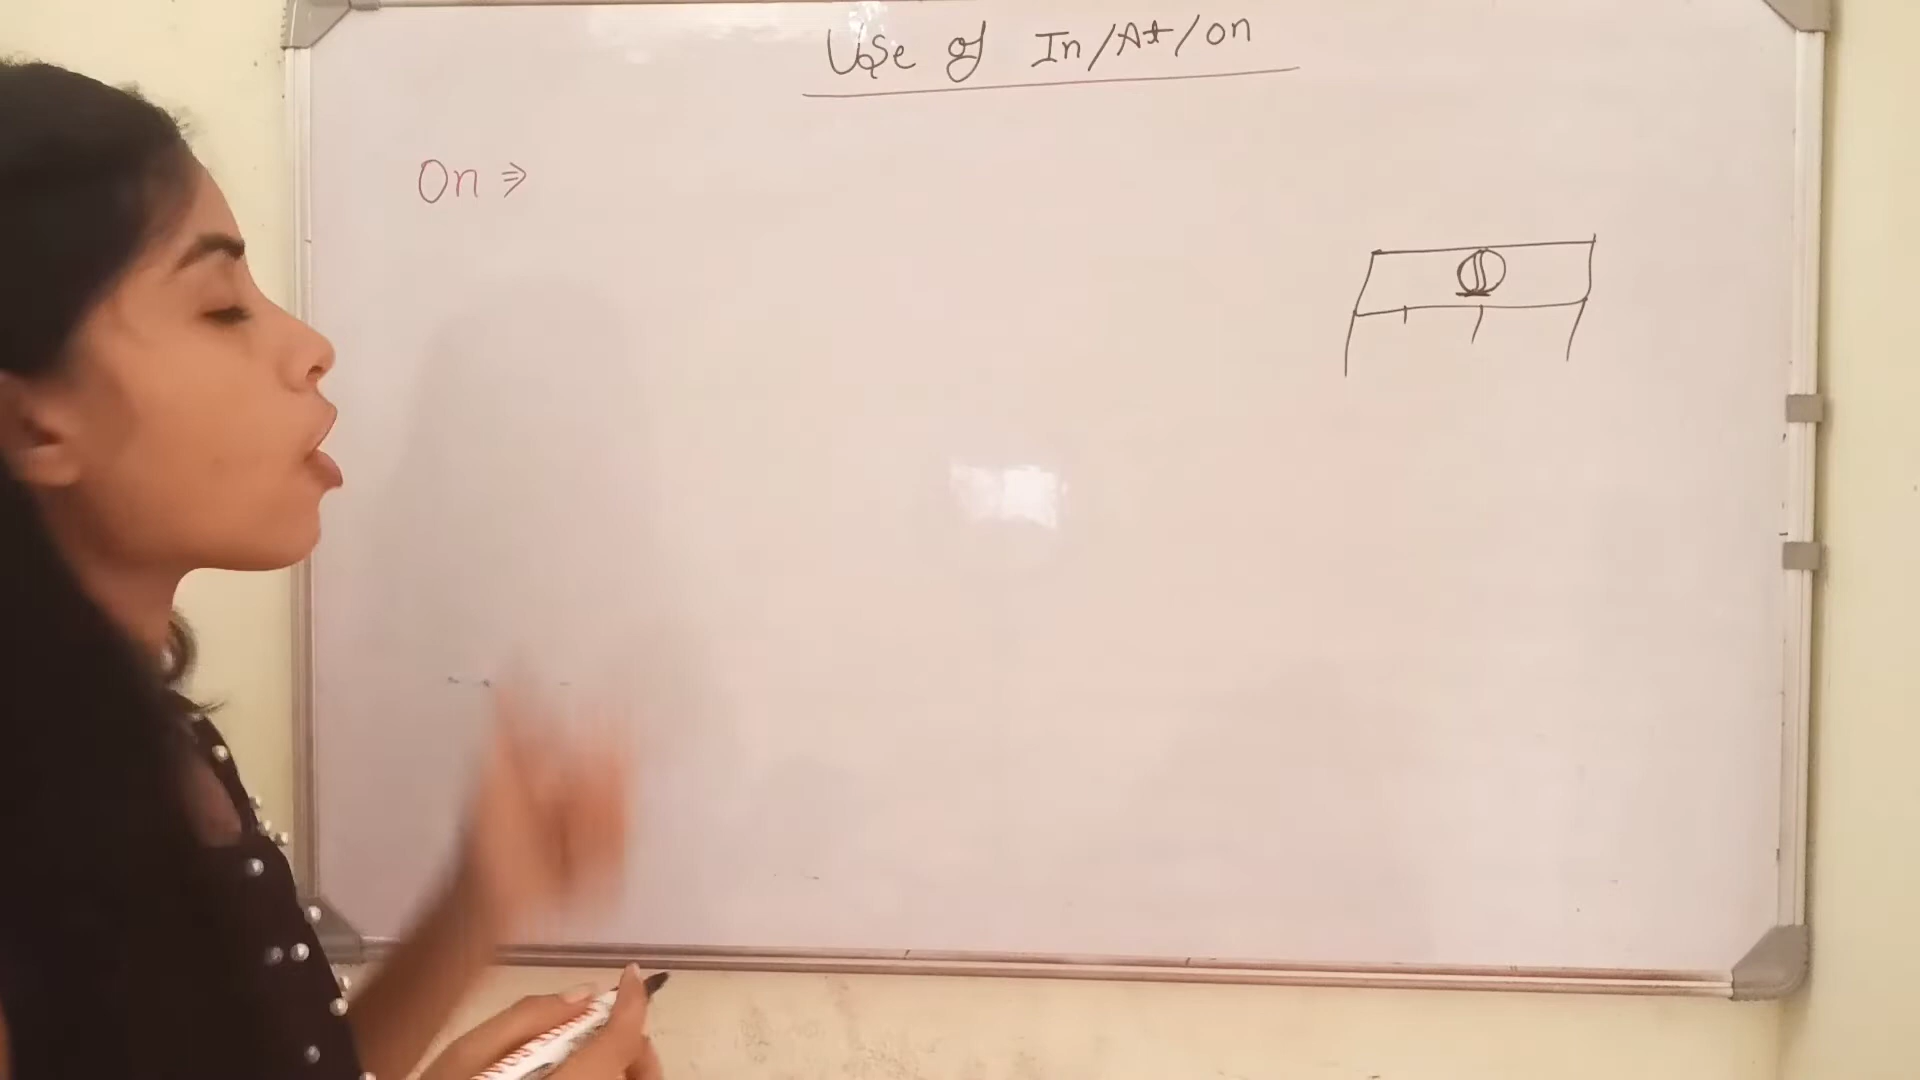 Use of In/At/on
On ⇒